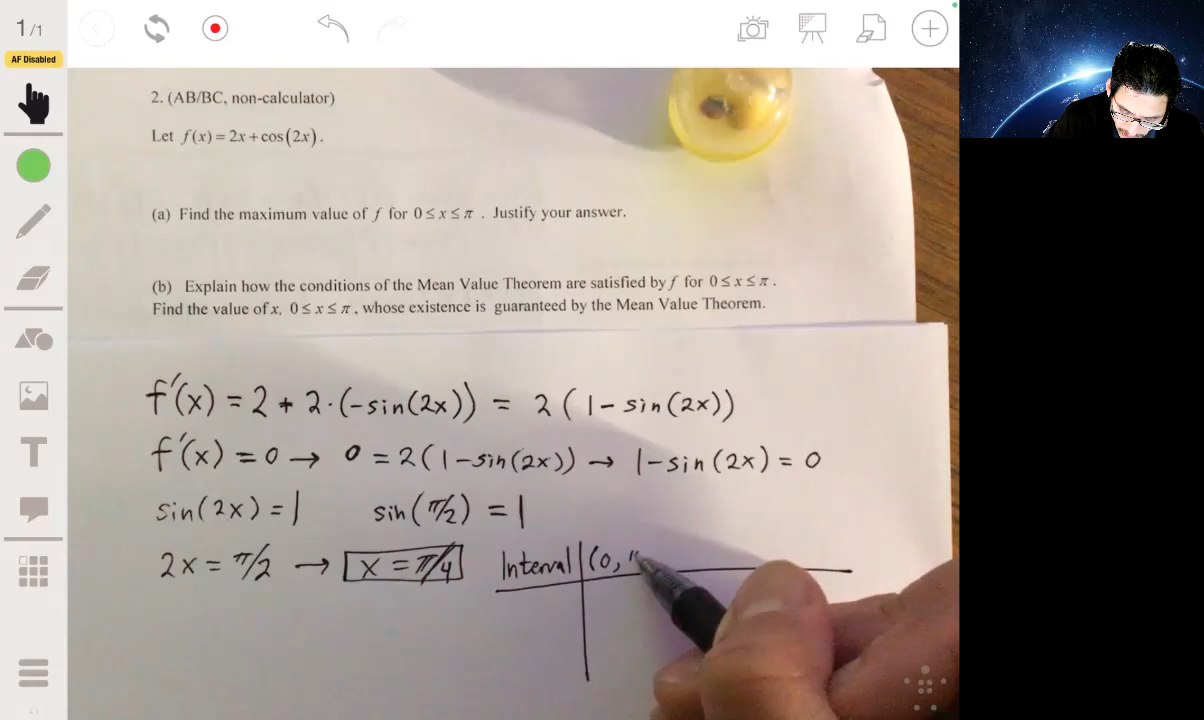 1/1
AF Disabled
2. (AB/BC, non-calculator)
Let f(x) = 2x + cos(2x).
(a) Find the maximum value of f for 0 ≤ x ≤ π . Justify your answer.
(b) Explain how the conditions of the Mean Value Theorem are satisfied by f for 0 ≤ x ≤ π .
Find the value of x, 0 ≤ x ≤ π , whose existence is guaranteed by the Mean Value Theorem.
f'(x) = 2 + 2·(-sin(2x)) = 2(1-sin(2x))
f'(x) = 0 → 0 = 2(1-sin(2x)) → 1-sin(2x) = 0
sin(2x) = 1 sin(π/2) = 1
2x = π/2 → x = π/4 Interval (0,
T